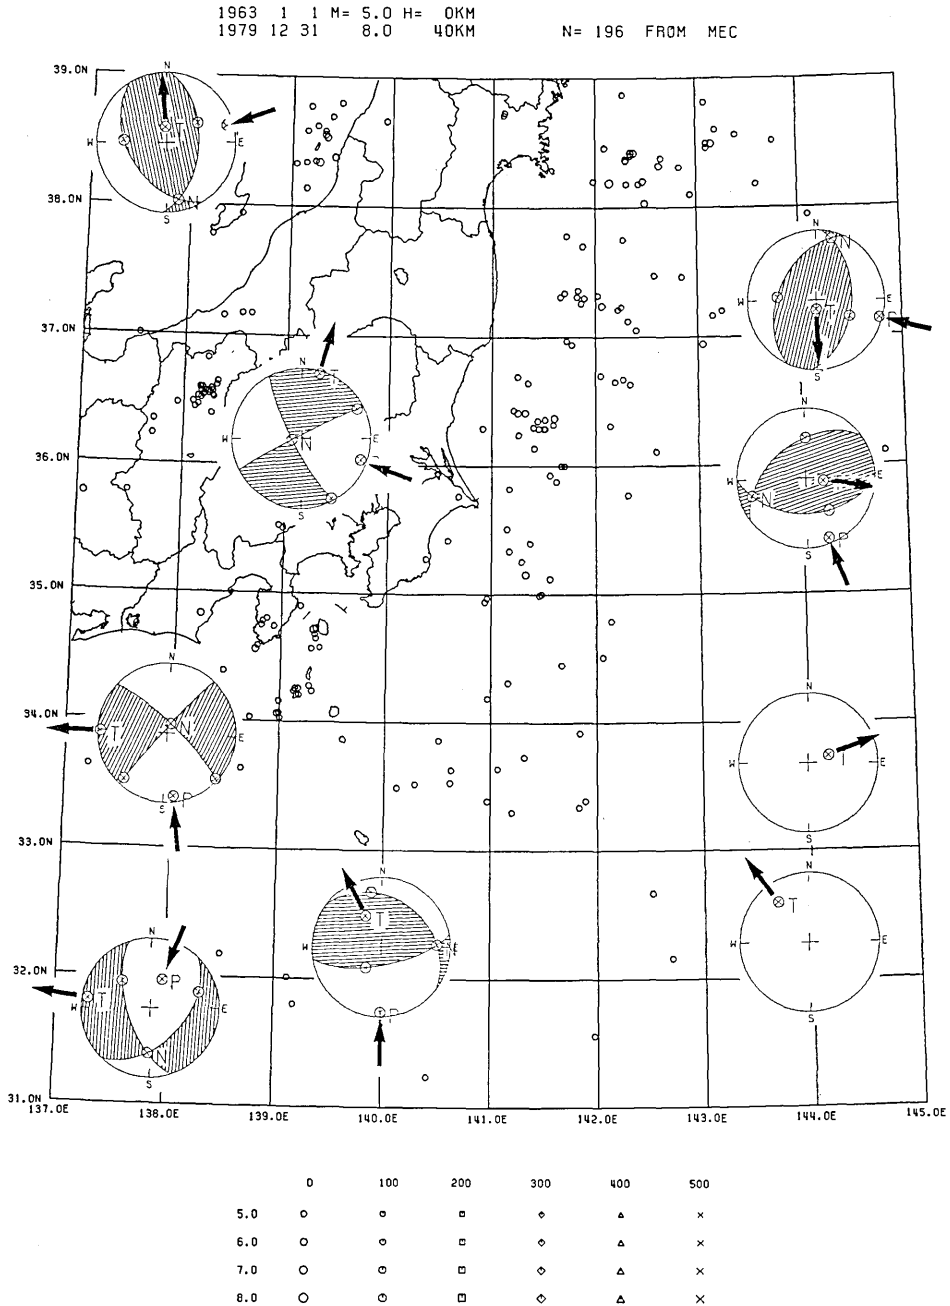 1963 1 1 M= 5.0 H= 0KM
1979 12 31 8.0 40KM N= 196 FROM MEC
39.0N
N
T
W E
N
S
38.0N
N
N
W E
P
T
S
37.0N
N
T
W E
N
P
S
36.0N
N
W E
T
N
P
S
35.0N
N
T N
W E
P
S
34.0N
N
T
W E
S
33.0N
N
T
W E
P
N
T
W E
S
32.0N
N
P
T
W E
N
S
31.0N
137.0E 138.0E 139.0E 140.0E 141.0E 142.0E 143.0E 144.0E 145.0E
0 100 200 300 400 500
5.0
6.0
7.0
8.0